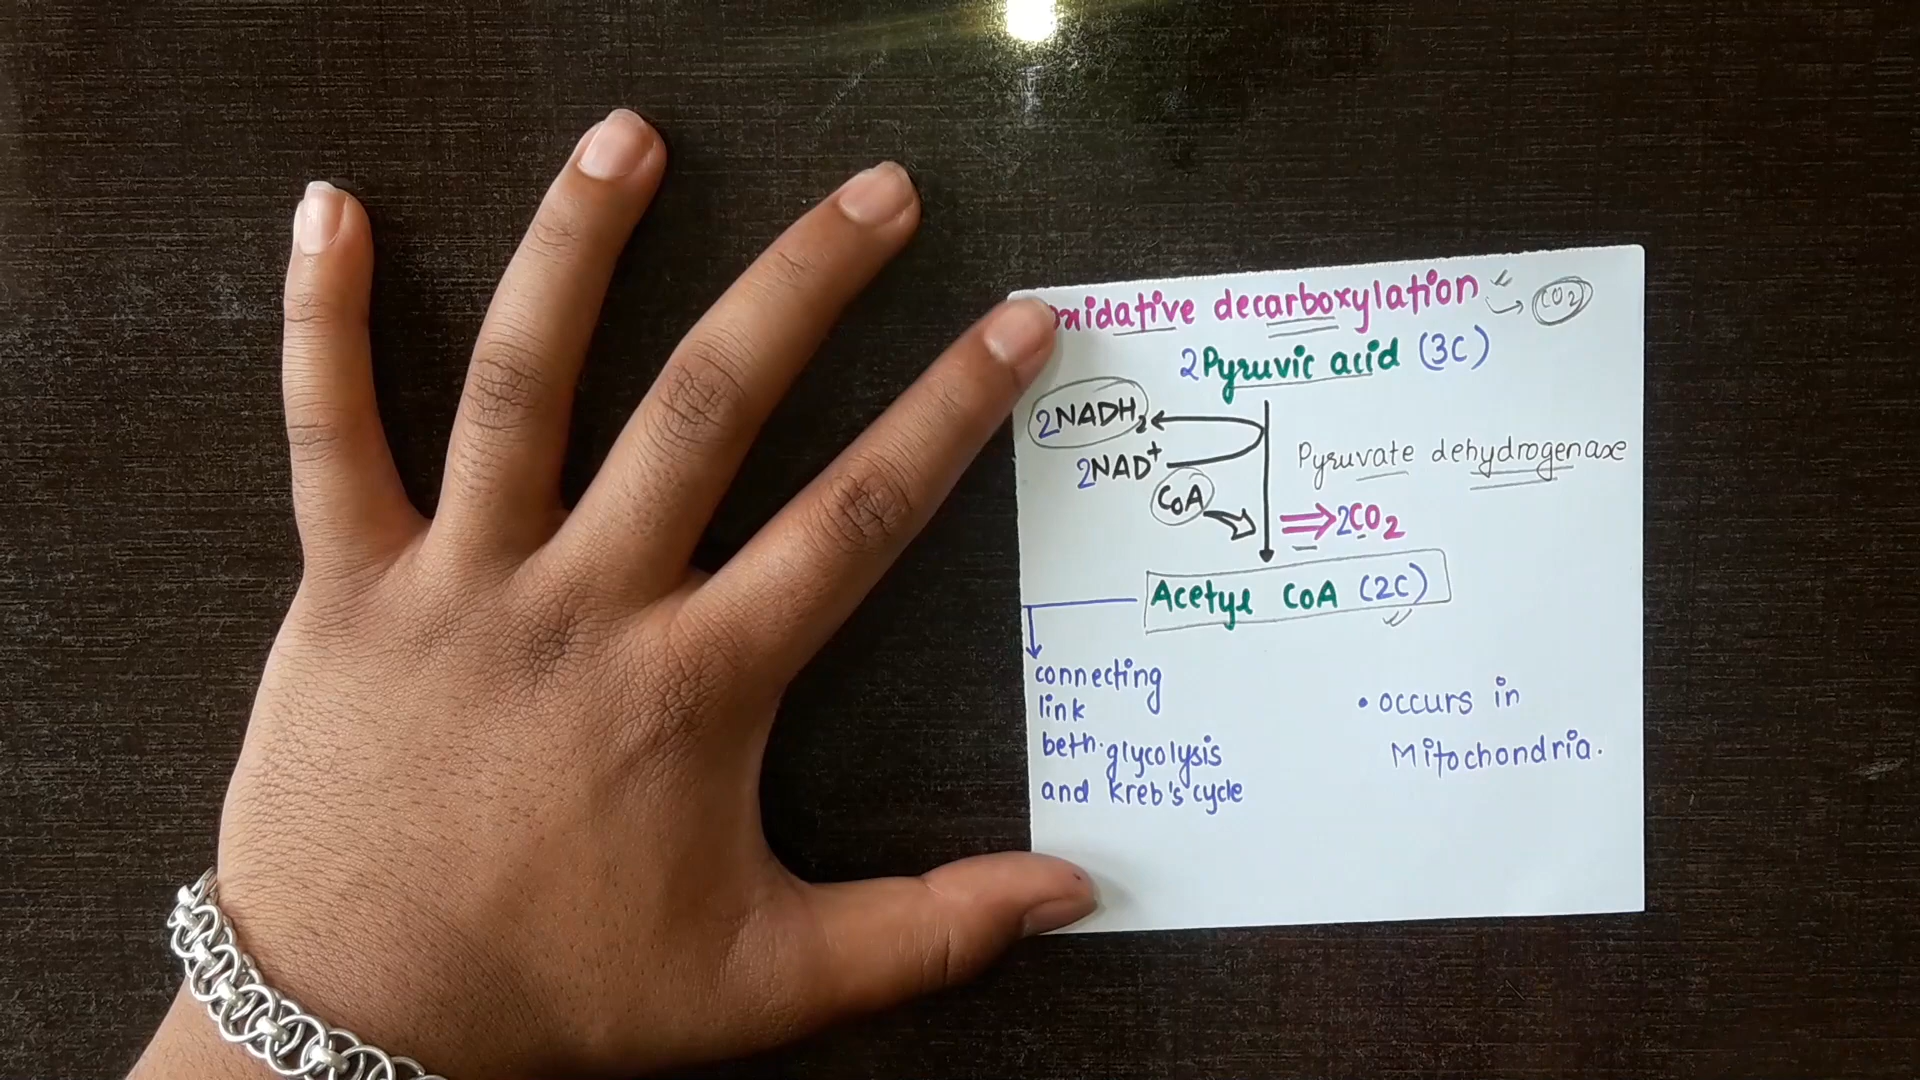 oxidative decarboxylation → CO2
2Pyruvic acid (3C)
2NADH2
2NAD+
Pyruvate dehydrogenase
CoA
⇒2CO2
Acetyl CoA (2C)
connecting
link
betn. glycolysis
and kreb's cycle
• occurs in
Mitochondria.